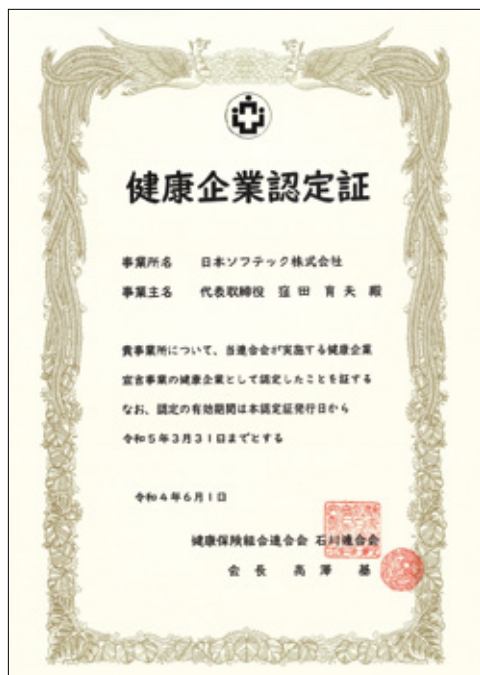 健康企業認定証
事業所名 日本ソフテック株式会社
事業主名 代表取締役 窪田育夫 殿
貴事業所について、当連合会が実施する健康企業
宣言事業の健康企業として認定したことを証する
なお、認定の有効期間は本認定証発行日から
令和5年3月31日までとする
令和4年6月1日
健康保険組合連合会 石川連合会
会長 高澤 基